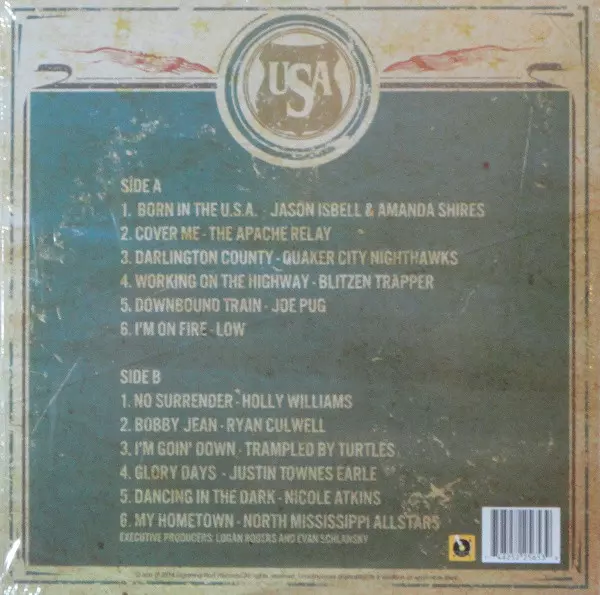 USA
SIDE A
1. BORN IN THE U.S.A. - JASON ISBELL & AMANDA SHIRES
2. COVER ME - THE APACHE RELAY
3. DARLINGTON COUNTY - QUAKER CITY NIGHTHAWKS
4. WORKING ON THE HIGHWAY - BLITZEN TRAPPER
5. DOWNBOUND TRAIN - JOE PUG
6. I'M ON FIRE - LOW
SIDE B
1. NO SURRENDER - HOLLY WILLIAMS
2. BOBBY JEAN - RYAN CULWELL
3. I'M GOIN' DOWN - TRAMPLED BY TURTLES
4. GLORY DAYS - JUSTIN TOWNES EARLE
5. DANCING IN THE DARK - NICOLE ATKINS
6. MY HOMETOWN - NORTH MISSISSIPPI ALLSTARS
EXECUTIVE PRODUCERS: LOGAN ROGERS AND EVAN SCHLANSKY